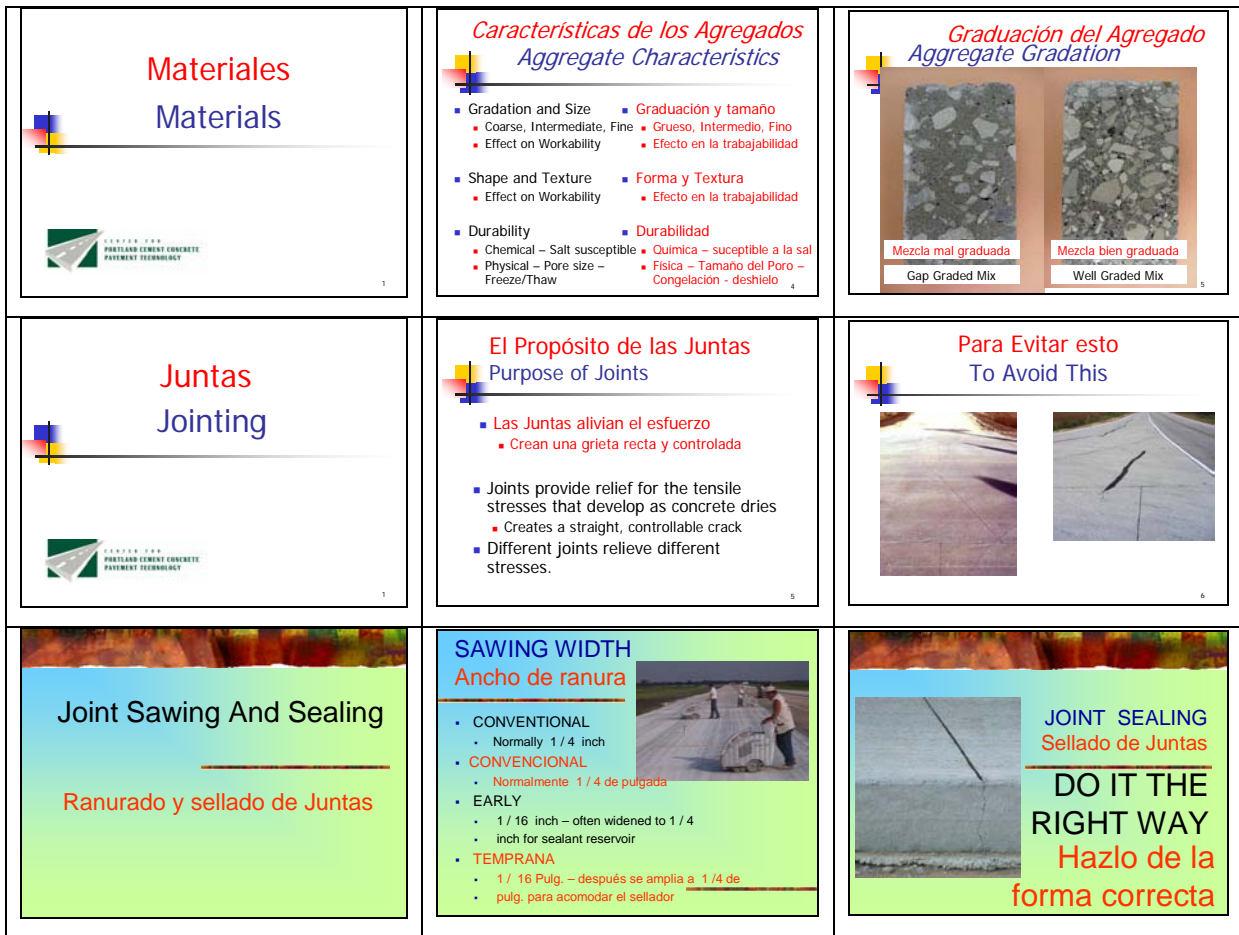 Materiales
Materials
CENTER FOR
PORTLAND CEMENT CONCRETE
PAVEMENT TECHNOLOGY
1
Características de los Agregados
Aggregate Characteristics
Gradation and Size
Coarse, Intermediate, Fine
Effect on Workability
Shape and Texture
Effect on Workability
Durability
Chemical – Salt susceptible
Physical – Pore size –
Freeze/Thaw
Graduación y tamaño
Grueso, Intermedio, Fino
Efecto en la trabajabilidad
Forma y Textura
Efecto en la trabajabilidad
Durabilidad
Química – suceptible a la sal
Física – Tamaño del Poro –
Congelación - deshielo
4
Graduación del Agregado
Aggregate Gradation
Mezcla mal graduada
Gap Graded Mix
Mezcla bien graduada
Well Graded Mix
5
Juntas
Jointing
CENTER FOR
PORTLAND CEMENT CONCRETE
PAVEMENT TECHNOLOGY
1
El Propósito de las Juntas
Purpose of Joints
Las Juntas alivian el esfuerzo
Crean una grieta recta y controlada
Joints provide relief for the tensile
stresses that develop as concrete dries
Creates a straight, controllable crack
Different joints relieve different
stresses.
5
Para Evitar esto
To Avoid This
6
Joint Sawing And Sealing
Ranurado y sellado de Juntas
SAWING WIDTH
Ancho de ranura
CONVENTIONAL
Normally 1 / 4 inch
CONVENCIONAL
Normalmente 1 / 4 de pulgada
EARLY
1 / 16 inch – often widened to 1 / 4
inch for sealant reservoir
TEMPRANA
1 / 16 Pulg. – después se amplia a 1 /4 de
pulg. para acomodar el sellador
JOINT SEALING
Sellado de Juntas
DO IT THE
RIGHT WAY
Hazlo de la
forma correcta